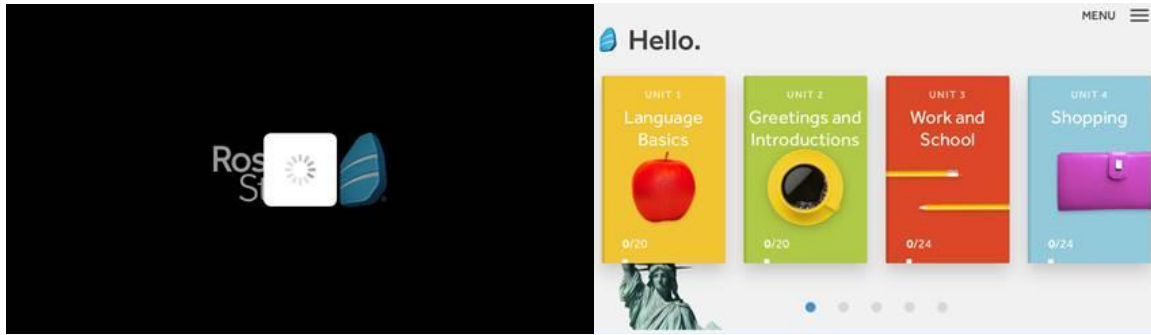 Ros
St
MENU
Hello.
UNIT 1
Language
Basics
0/20
UNIT 2
Greetings and
Introductions
0/20
UNIT 3
Work and
School
0/24
UNIT 4
Shopping
0/24